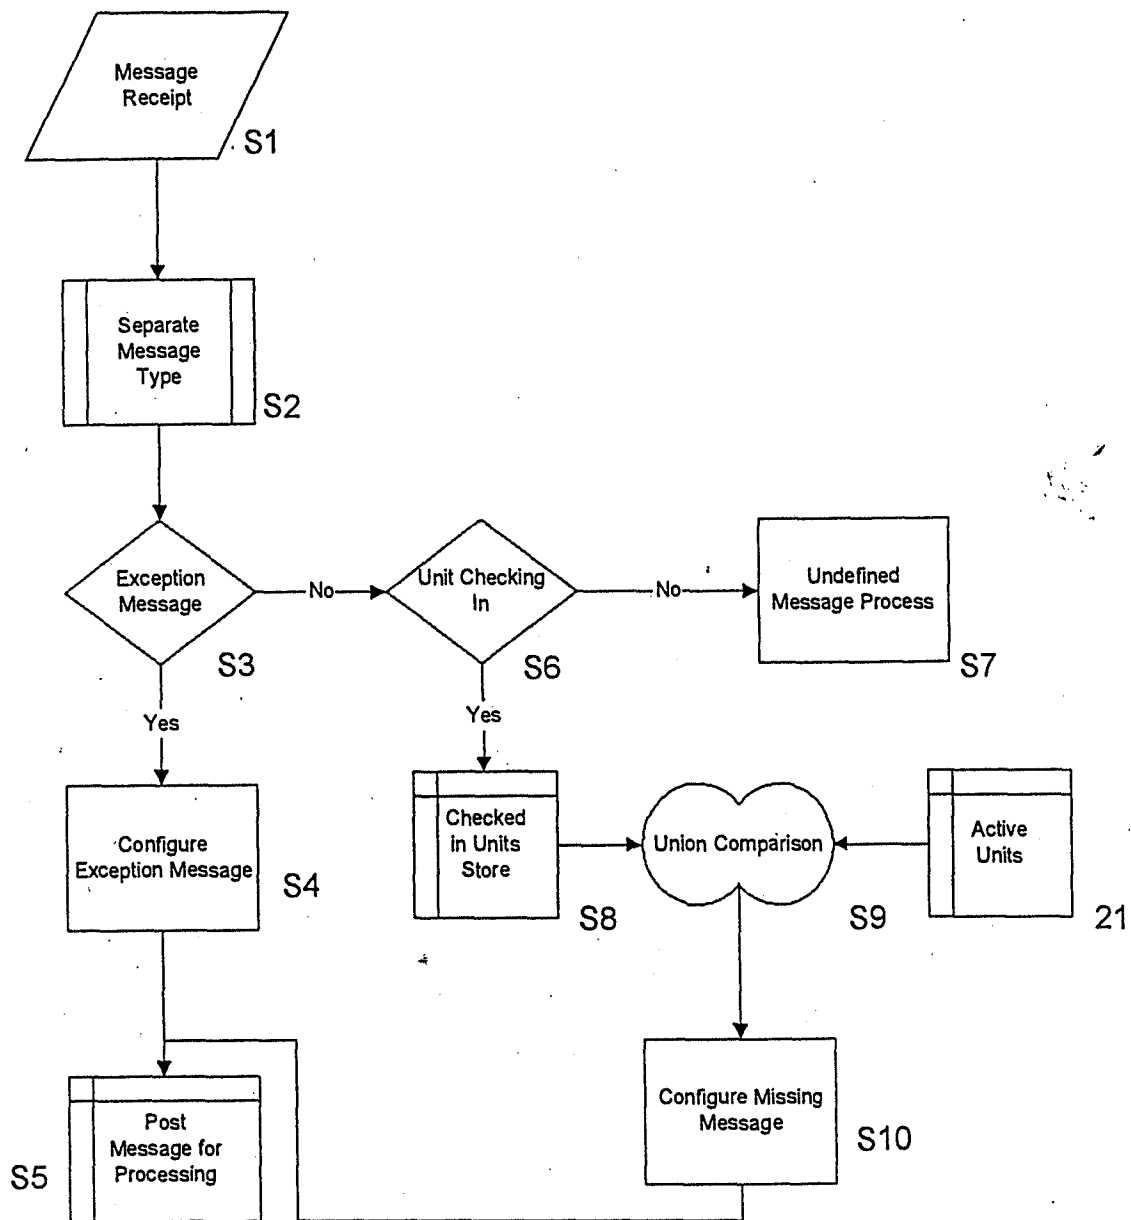 Message
Receipt
S1
Separate
Message
Type
S2
Exception
Message
S3
No
Unit Checking
In
S6
No
Undefined
Message Process
S7
Yes
Yes
Configure
Exception Message
S4
Checked
in Units
Store
S8
Union Comparison
S9
Active
Units
21
Post
Message for
Processing
S5
Configure Missing
Message
S10